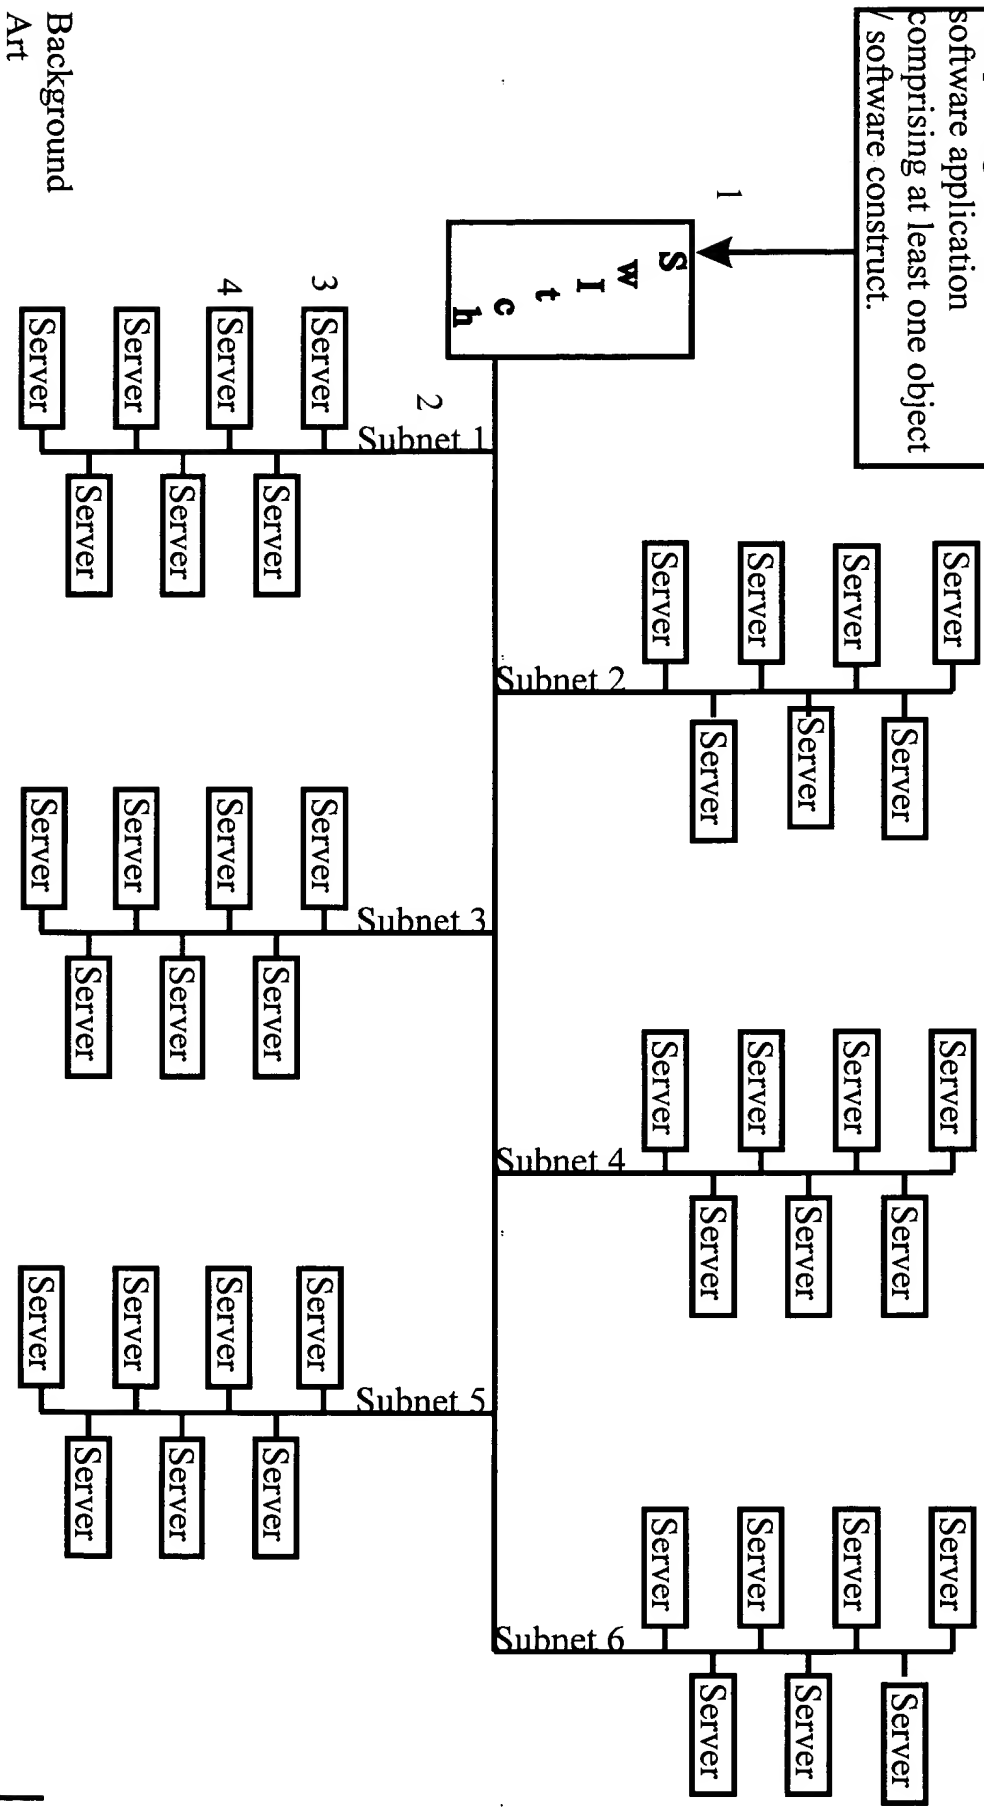 software application
comprising at least one object
/ software construct.
1
S
w
I
t
c
h
2
3
4
Subnet 1
Server
Server
Server
Server
Server
Server
Server
Subnet 2
Server
Server
Server
Server
Server
Server
Server
Subnet 3
Server
Server
Server
Server
Server
Server
Server
Subnet 4
Server
Server
Server
Server
Server
Server
Server
Subnet 5
Server
Server
Server
Server
Server
Server
Server
Subnet 6
Server
Server
Server
Server
Server
Server
Server
Background
Art